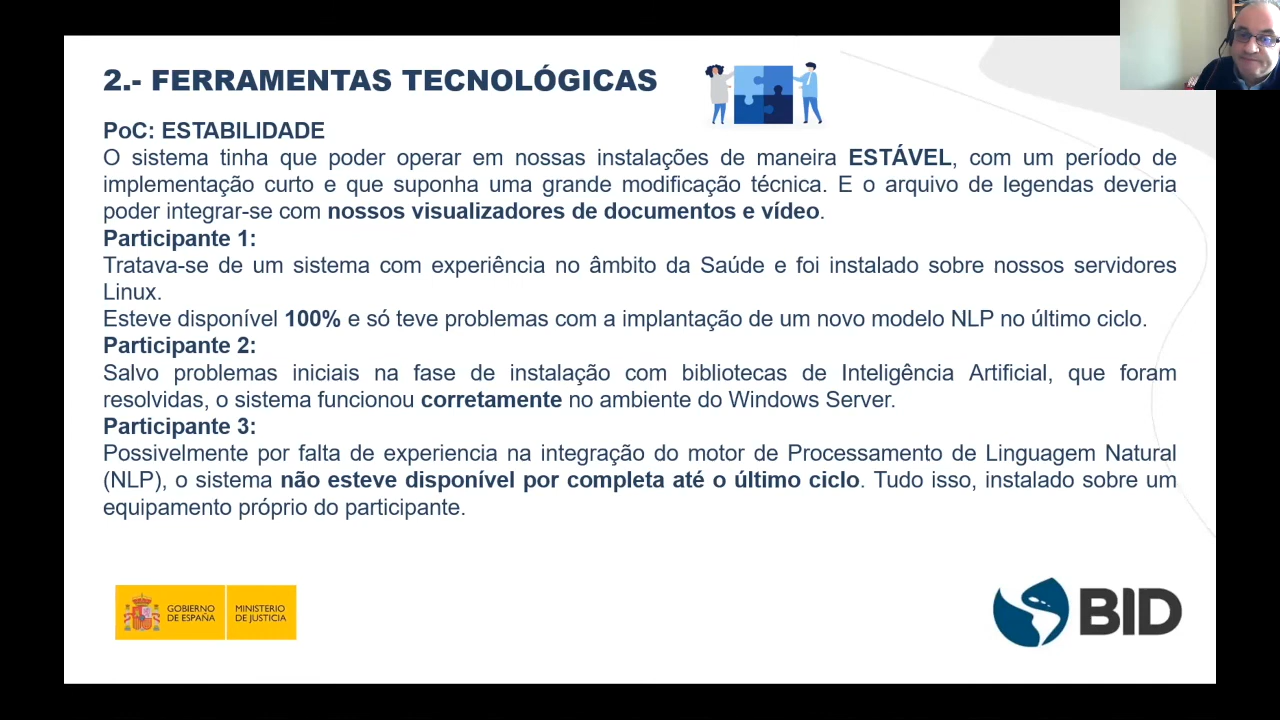 2.- FERRAMENTAS TECNOLÓGICAS
PoC: ESTABILIDADE
O sistema tinha que poder operar em nossas instalações de maneira ESTÁVEL, com um período de
implementação curto e que suponha uma grande modificação técnica. E o arquivo de legendas deveria
poder integrar-se com nossos visualizadores de documentos e vídeo.
Participante 1:
Tratava-se de um sistema com experiência no âmbito da Saúde e foi instalado sobre nossos servidores
Linux.
Esteve disponível 100% e só teve problemas com a implantação de um novo modelo NLP no último ciclo.
Participante 2:
Salvo problemas iniciais na fase de instalação com bibliotecas de Inteligência Artificial, que foram
resolvidas, o sistema funcionou corretamente no ambiente do Windows Server.
Participante 3:
Possivelmente por falta de experiencia na integração do motor de Processamento de Linguagem Natural
(NLP), o sistema não esteve disponível por completa até o último ciclo. Tudo isso, instalado sobre um
equipamento próprio do participante.
GOBIERNO
DE ESPAÑA
MINISTERIO
DE JUSTICIA
BID